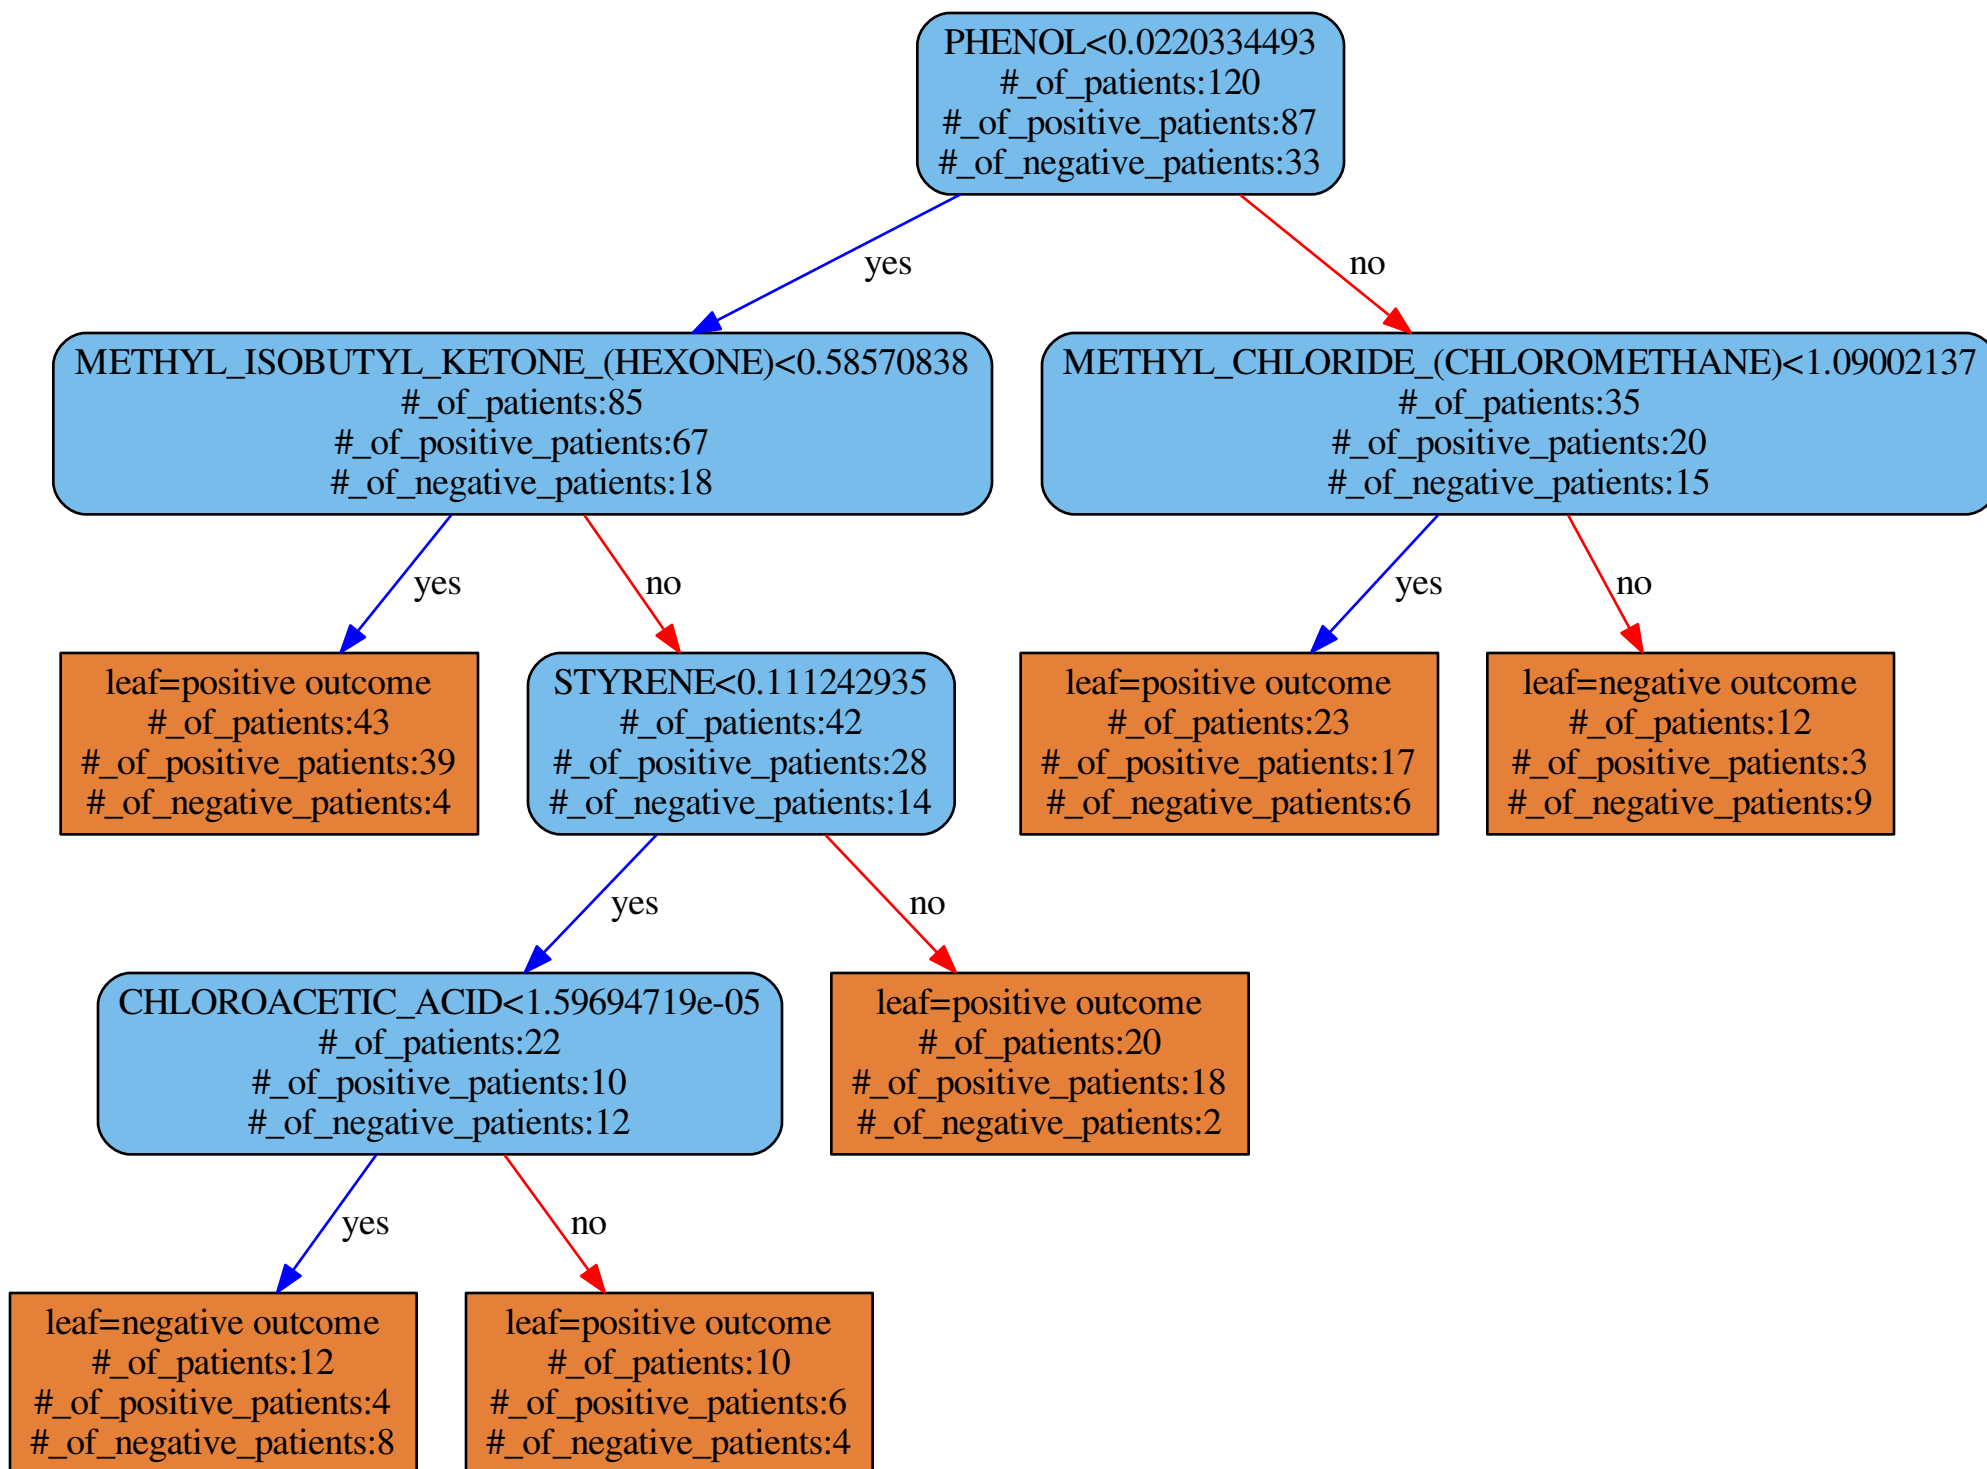 PHENOL<0.0220334493
#_of_patients:120
#_of_positive_patients:87
#_of_negative_patients:33
yes
no
METHYL_ISOBUTYL_KETONE_(HEXONE)<0.58570838
#_of_patients:85
#_of_positive_patients:67
#_of_negative_patients:18
METHYL_CHLORIDE_(CHLOROMETHANE)<1.09002137
#_of_patients:35
#_of_positive_patients:20
#_of_negative_patients:15
yes
no
yes
no
leaf=positive outcome
#_of_patients:43
#_of_positive_patients:39
#_of_negative_patients:4
STYRENE<0.111242935
#_of_patients:42
#_of_positive_patients:28
#_of_negative_patients:14
leaf=positive outcome
#_of_patients:23
#_of_positive_patients:17
#_of_negative_patients:6
leaf=negative outcome
#_of_patients:12
#_of_positive_patients:3
#_of_negative_patients:9
yes
no
CHLOROACETIC_ACID<1.59694719e-05
#_of_patients:22
#_of_positive_patients:10
#_of_negative_patients:12
leaf=positive outcome
#_of_patients:20
#_of_positive_patients:18
#_of_negative_patients:2
yes
no
leaf=negative outcome
#_of_patients:12
#_of_positive_patients:4
#_of_negative_patients:8
leaf=positive outcome
#_of_patients:10
#_of_positive_patients:6
#_of_negative_patients:4